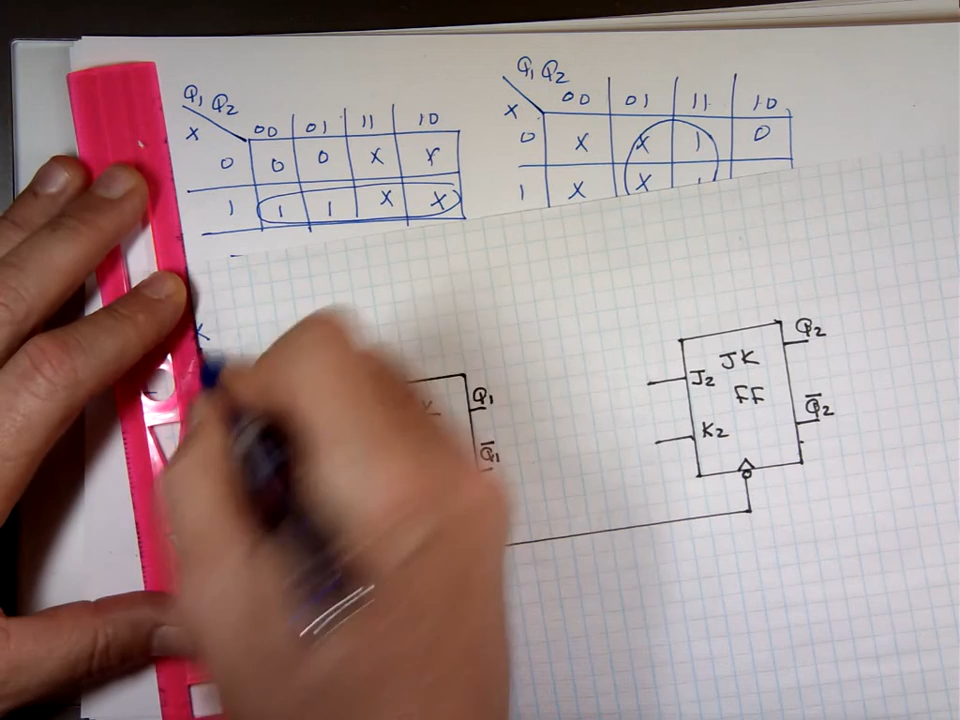 Q₁ Q₂
X 00 01 11 10
0 0 0 X X
1 1 1 X X
Q₁ Q₂
X 00 01 11 10
0 X X 1 0
1 X X
Q₁
Q̅₁
JK
FF
J₂
K₂
Q₂
Q̅₂